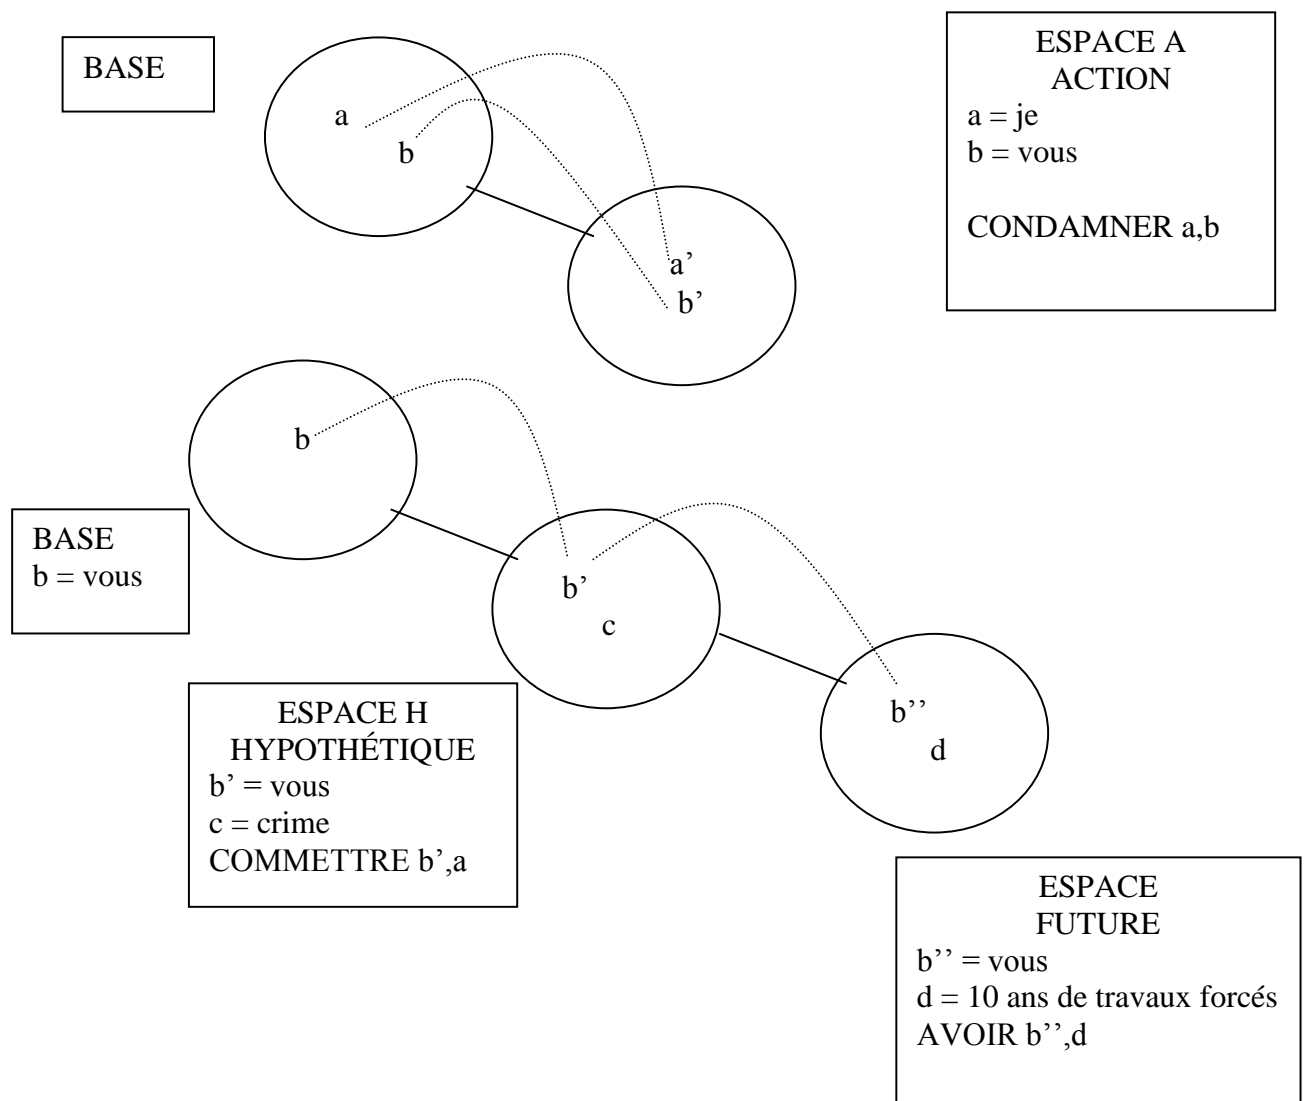 BASE
a
b
a’
b’
ESPACE A
ACTION
a = je
b = vous
CONDAMNER a,b
b
BASE
b = vous
b’
c
ESPACE H
HYPOTHÉTIQUE
b’ = vous
c = crime
COMMETTRE b’,a
b’’
d
ESPACE
FUTURE
b’’ = vous
d = 10 ans de travaux forcés
AVOIR b’’,d